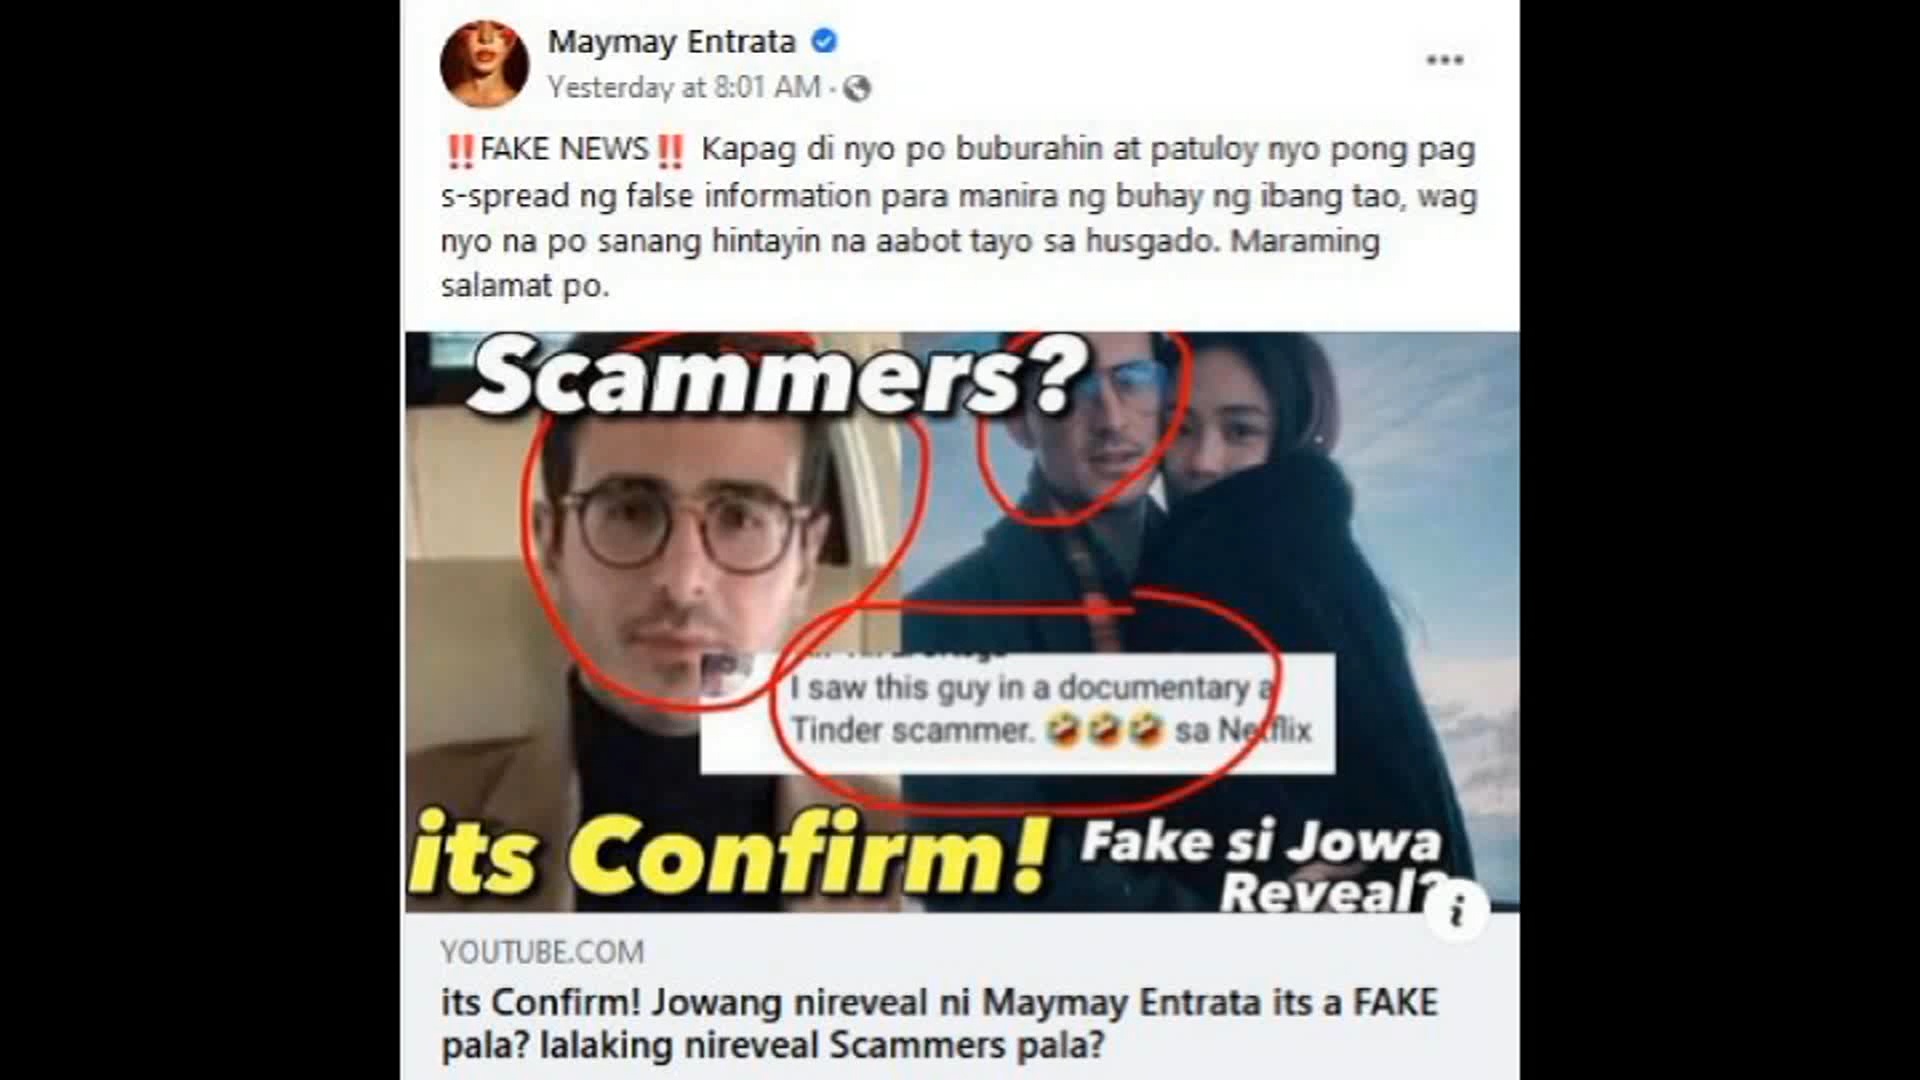 Maymay Entrata
Yesterday at 8:01 AM ·
‼FAKE NEWS‼ Kapag di nyo po buburahin at patuloy nyo pong pag
s-spread ng false information para manira ng buhay ng ibang tao, wag
nyo na po sanang hintayin na aabot tayo sa husgado. Maraming
salamat po.
Scammers?
I saw this guy in a documentary a
Tinder scammer. 🤣🤣🤣 sa Netflix
its Confirm!
Fake si Jowa
Reveal?
YOUTUBE.COM
its Confirm! Jowang nireveal ni Maymay Entrata its a FAKE
pala? lalaking nireveal Scammers pala?